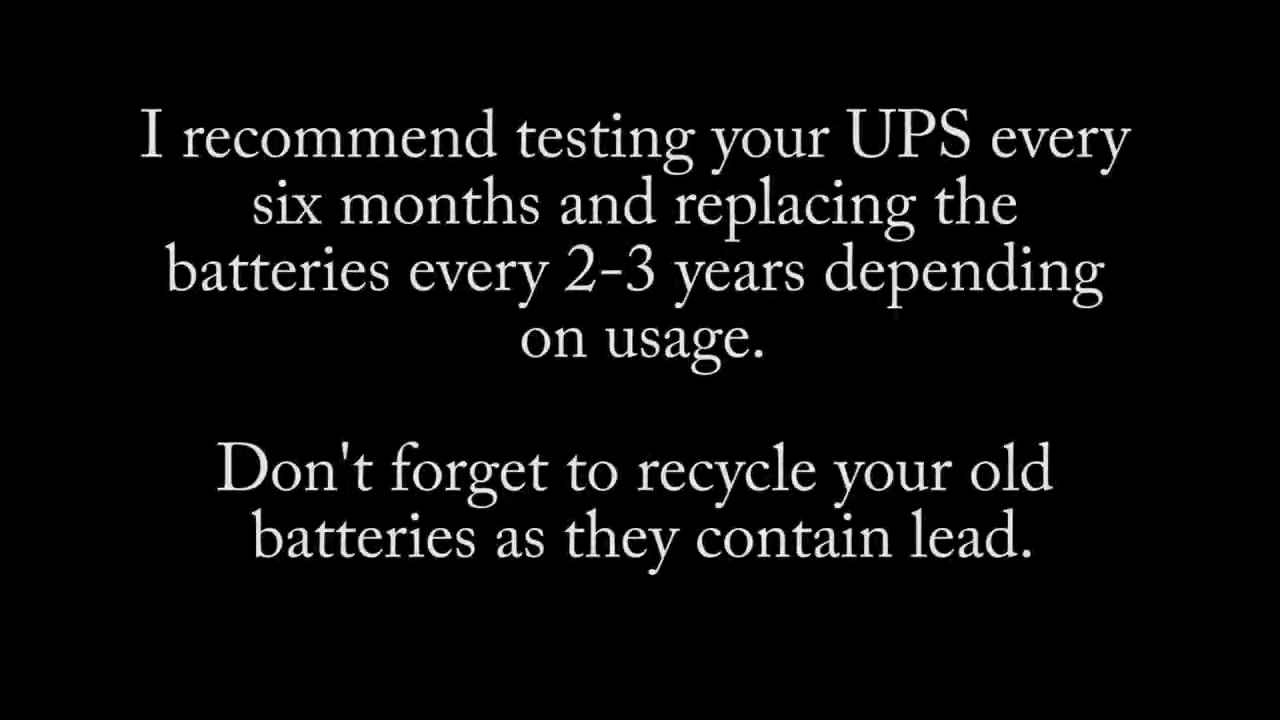 I recommend testing your UPS every
six months and replacing the
batteries every 2-3 years depending
on usage.
Don't forget to recycle your old
batteries as they contain lead.